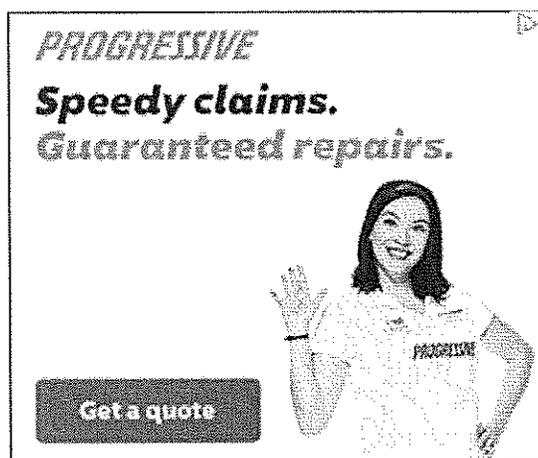 PROGRESSIVE
Speedy claims.
Guaranteed repairs.
PROGRESSIVE
Get a quote